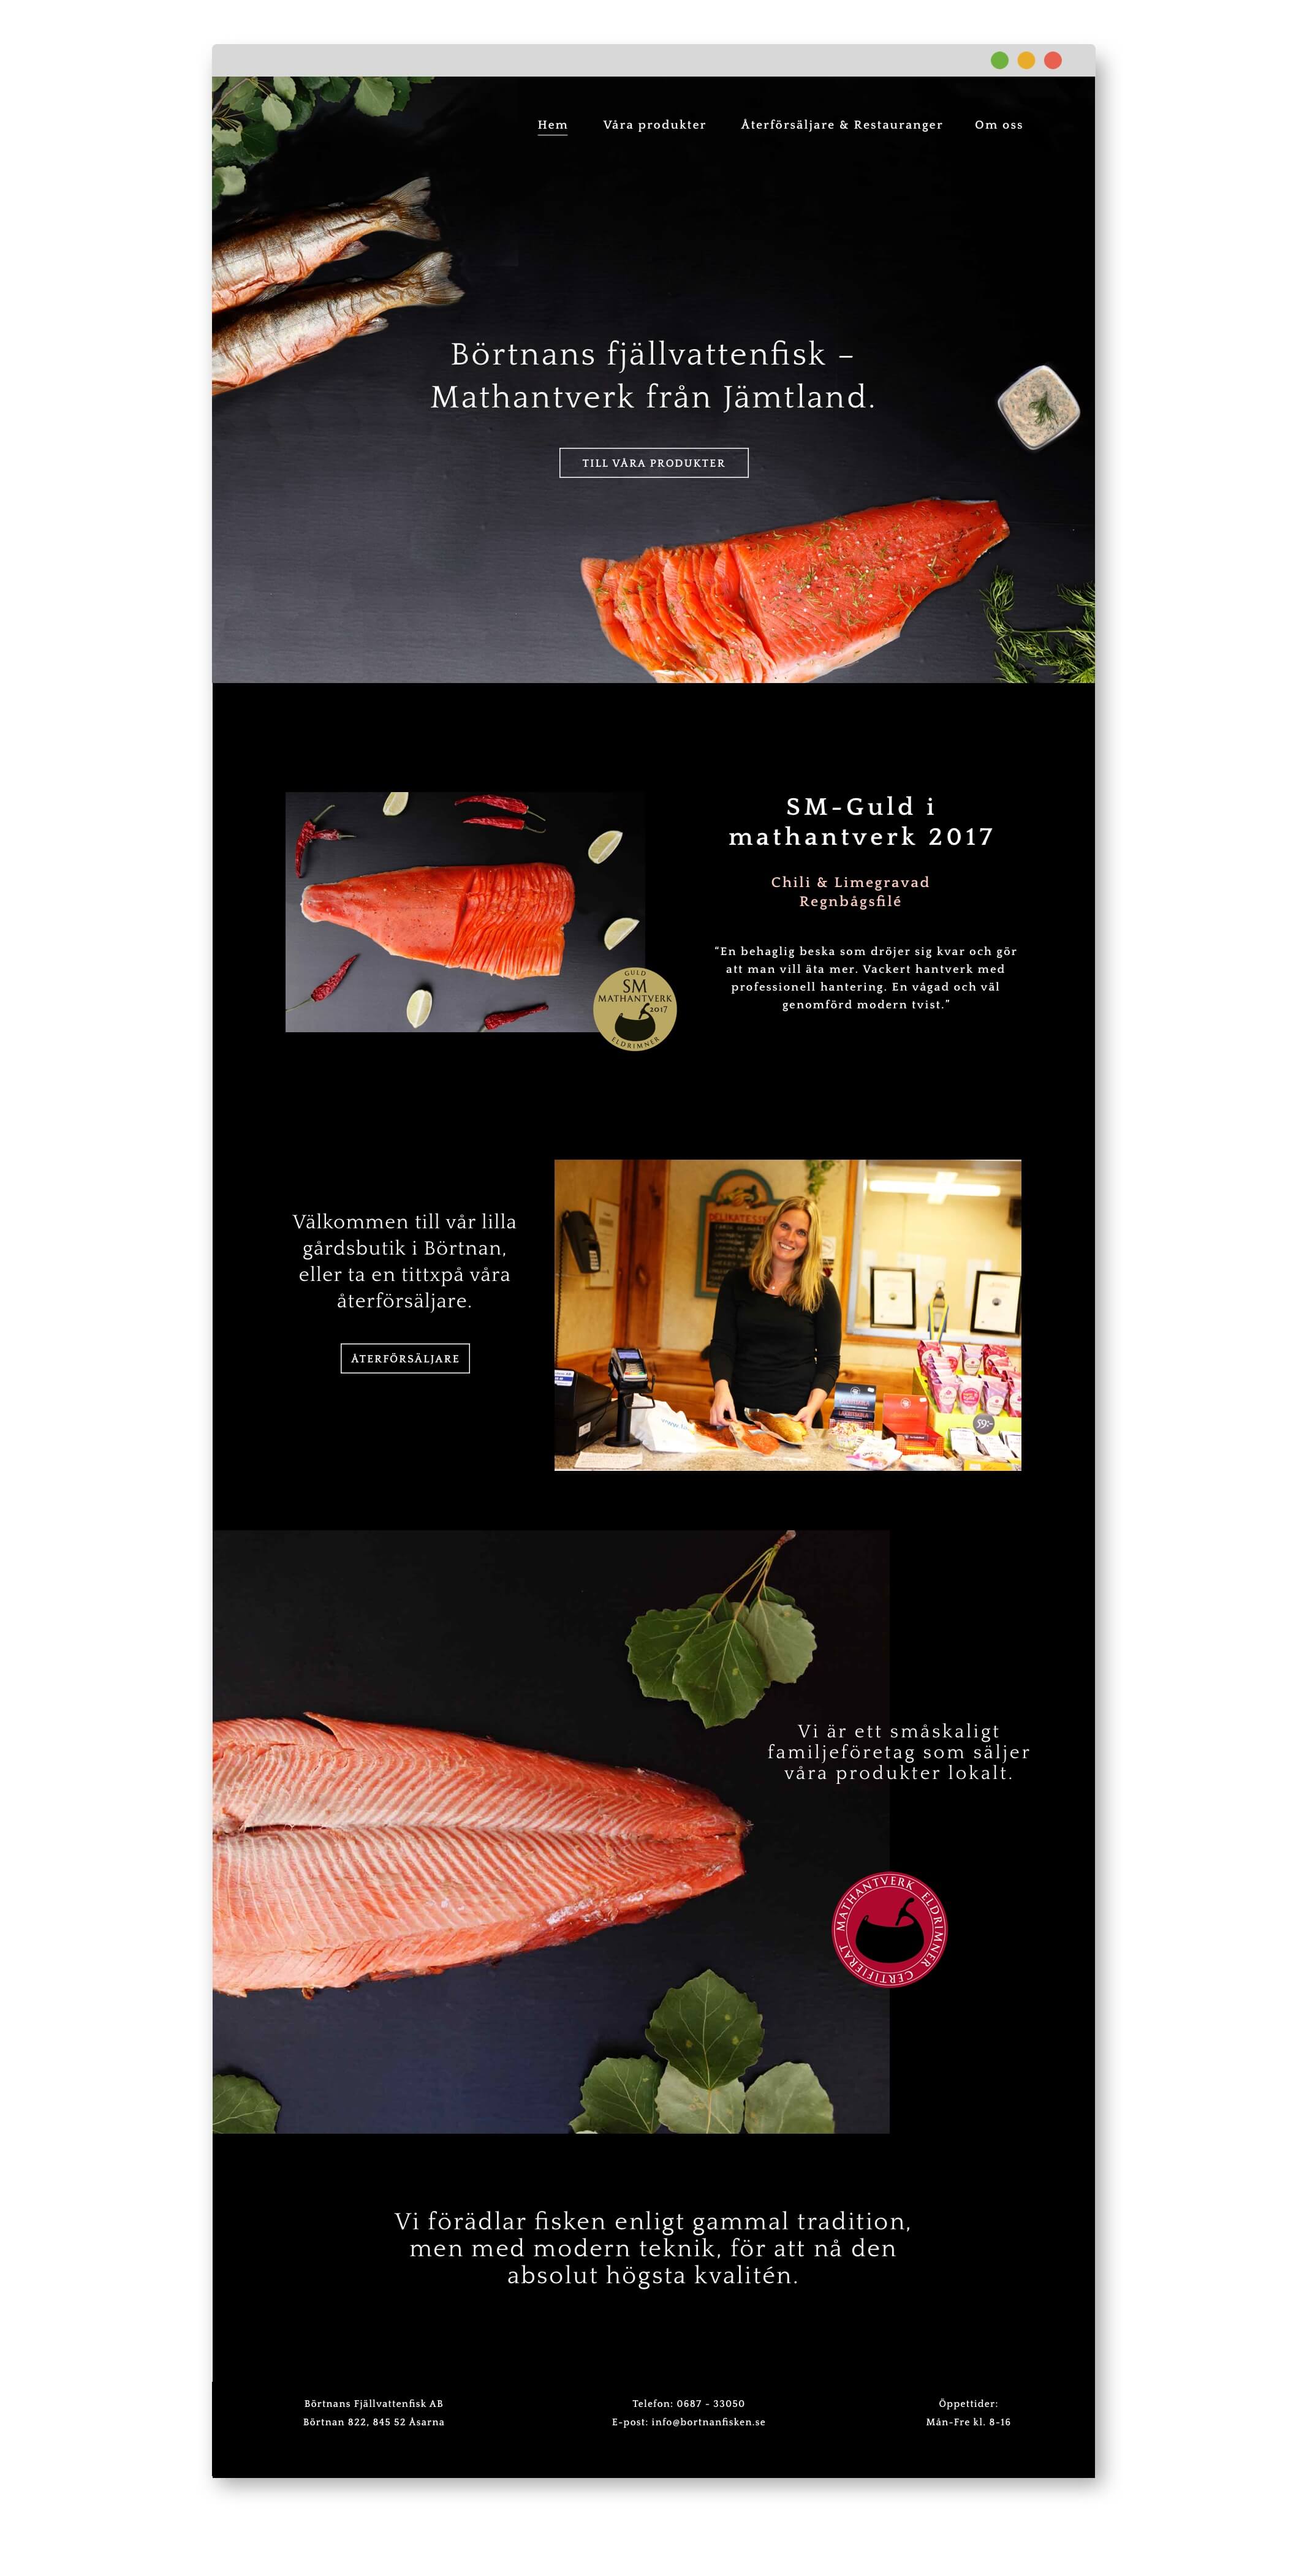 Hem Våra produkter Återförsäljare & Restauranger Om oss
Börtnans fjällvattenfisk –
Mathantverk från Jämtland.
TILL VÅRA PRODUKTER
SM-Guld i
mathantverk 2017
Chili & Limegravad
Regnbågsfilé
“En behaglig beska som dröjer sig kvar och gör
att man vill äta mer. Vackert hantverk med
professionell hantering. En vågad och väl
genomförd modern tvist.”
GULD
SM
MATHANTVERK
2017
ELDRIMNER
Välkommen till vår lilla
gårdsbutik i Börtnan,
eller ta en tittxpå våra
återförsäljare.
ÅTERFÖRSÄLJARE
DELIKATESSE
59:-
Vi är ett småskaligt
familjeföretag som säljer
våra produkter lokalt.
MATHANTVERK ELDRIMNER CERTIFIERAT
Vi förädlar fisken enligt gammal tradition,
men med modern teknik, för att nå den
absolut högsta kvalitén.
Börtnans Fjällvattenfisk AB
Börtnan 822, 845 52 Åsarna
Telefon: 0687 - 33050
E-post: info@bortnanfisken.se
Öppettider:
Mån-Fre kl. 8-16